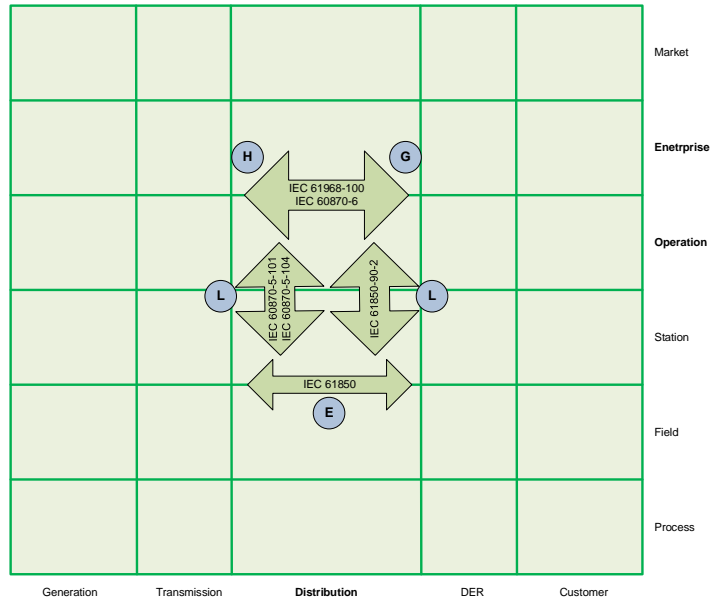 Market
Enetrprise
H
G
IEC 61968-100
IEC 60870-6
Operation
IEC 60870-5-101
IEC 60870-5-104
IEC 61850-90-2
L
L
Station
IEC 61850
E
Field
Process
Generation
Transmission
Distribution
DER
Customer